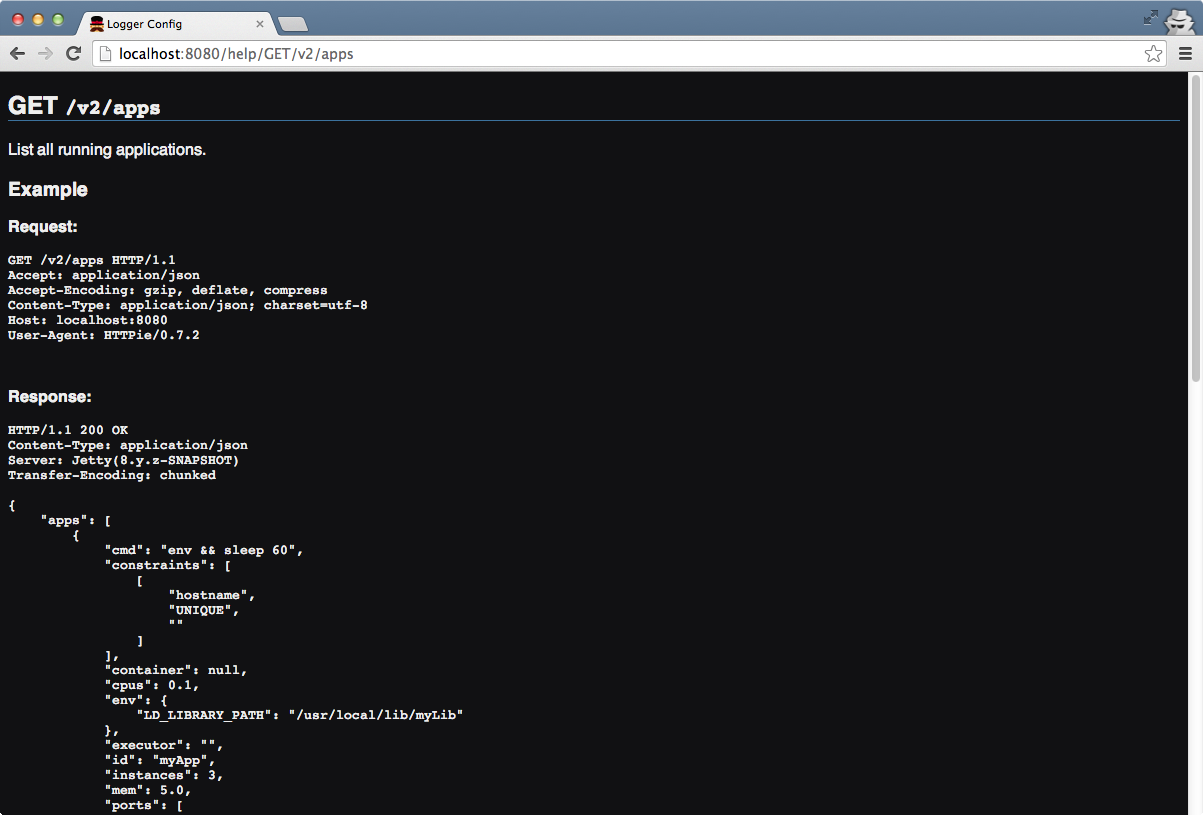 Logger Config
localhost:8080/help/GET/v2/apps
GET /v2/apps
List all running applications.
Example
Request:
GET /v2/apps HTTP/1.1
Accept: application/json
Accept-Encoding: gzip, deflate, compress
Content-Type: application/json; charset=utf-8
Host: localhost:8080
User-Agent: HTTPie/0.7.2
Response:
HTTP/1.1 200 OK
Content-Type: application/json
Server: Jetty(8.y.z-SNAPSHOT)
Transfer-Encoding: chunked
{
    "apps": [
        {
            "cmd": "env && sleep 60",
            "constraints": [
                [
                    "hostname",
                    "UNIQUE",
                    ""
                ]
            ],
            "container": null,
            "cpus": 0.1,
            "env": {
                "LD_LIBRARY_PATH": "/usr/local/lib/myLib"
            },
            "executor": "",
            "id": "myApp",
            "instances": 3,
            "mem": 5.0,
            "ports": [